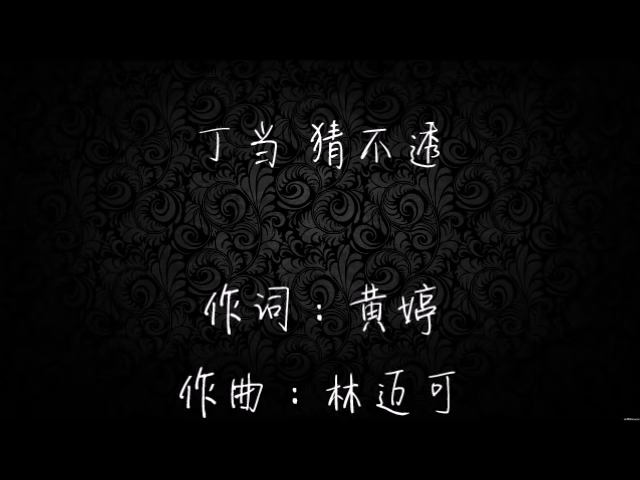 丁当 猜不透
作词：黄婷
作曲：林迈可